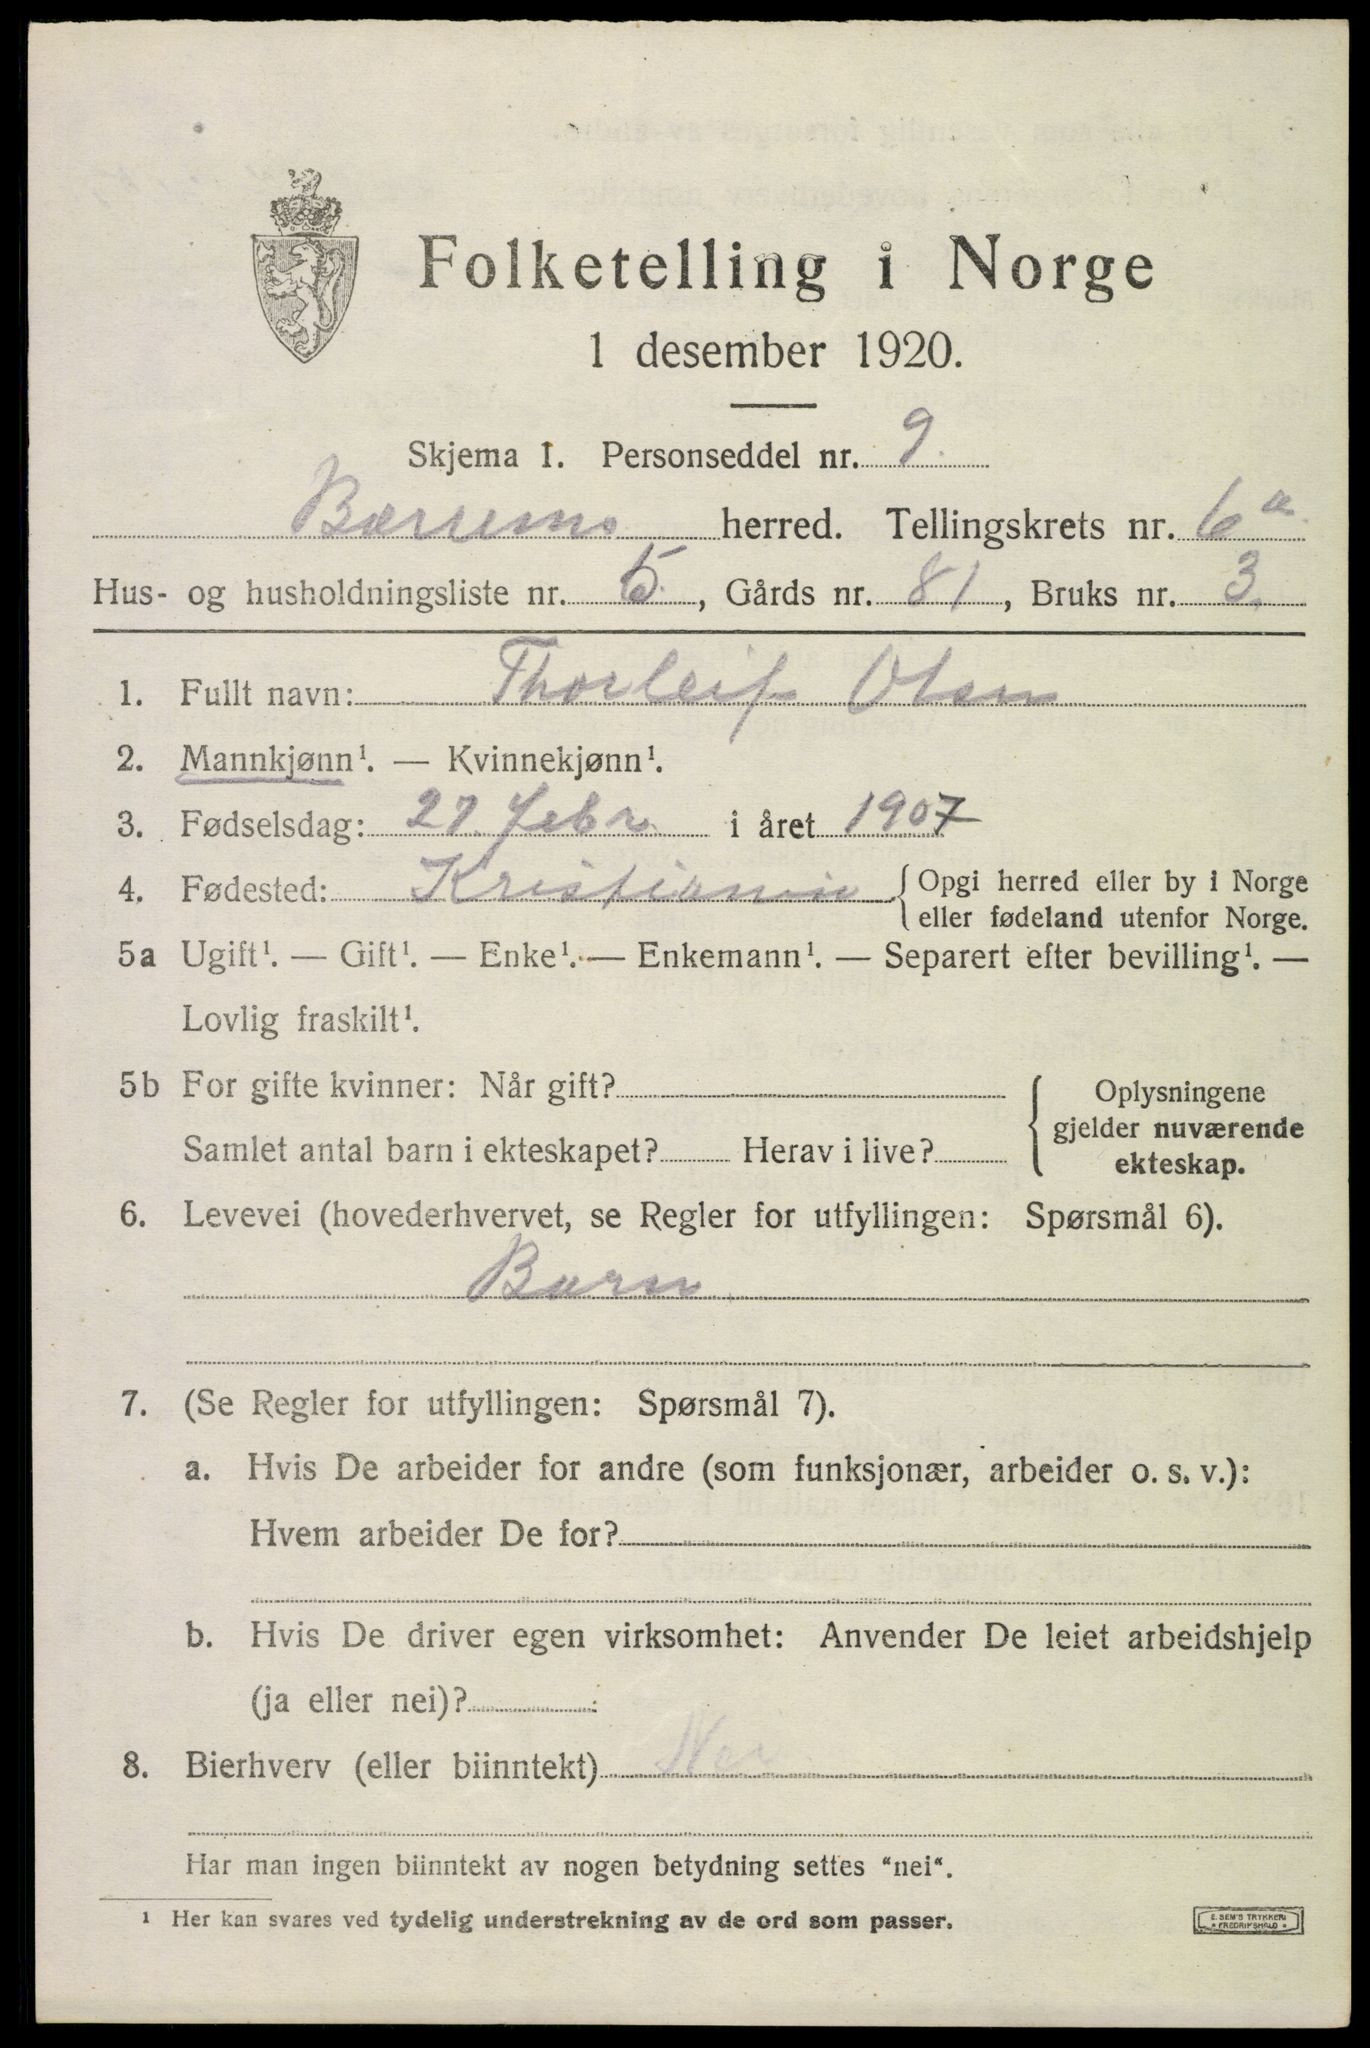 Folketelling i Norge
1 desember 1920.
Skjema I. Personseddel nr. 9.
Bærums herred. Tellingskrets nr. 6a
Hus- og husholdningsliste nr. 5, Gårds nr. 81, Bruks nr. 3.
1. Fullt navn: Thorleif Olsen
2. Mannkjønn¹. — Kvinnekjønn¹.
3. Fødselsdag: 27. febr. i året 1907
4. Fødested: Kristiania { Opgi herred eller by i Norge
eller fødeland utenfor Norge.
5a Ugift¹. — Gift¹. — Enke¹. — Enkemann¹. — Separert efter bevilling¹. —
Lovlig fraskilt¹.
5b For gifte kvinner: Når gift? { Oplysningene
gjelder nuværende
Samlet antal barn i ekteskapet? Herav i live? ekteskap.
6. Levevei (hovederhvervet, se Regler for utfyllingen: Spørsmål 6).
Barn
7. (Se Regler for utfyllingen: Spørsmål 7).
a. Hvis De arbeider for andre (som funksjonær, arbeider o. s. v.):
Hvem arbeider De for?
b. Hvis De driver egen virksomhet: Anvender De leiet arbeidshjelp
(ja eller nei)?
8. Bierhverv (eller biinntekt) Nei
Har man ingen biinntekt av nogen betydning settes "nei".
¹ Her kan svares ved tydelig understrekning av de ord som passer.
E. SEM'S TRYKKERI
• FREDRIKSHALD •